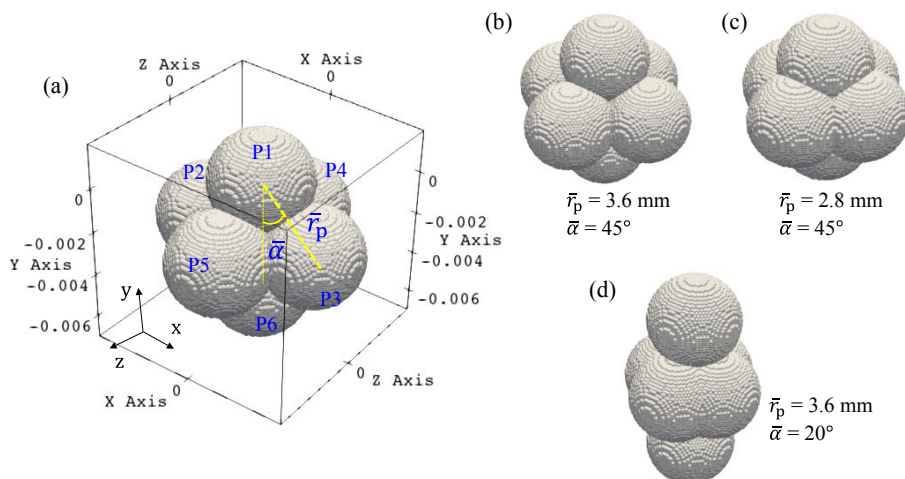 (a)
Z Axis
0
X Axis
0
P1
P2
P4
P5
P3
P6
r̄p
ᾱ
0
-0.002
-0.004
-0.006
Y Axis
0
-0.002
-0.004
-0.006
Y Axis
y
x
z
X Axis
0
0
Z Axis
(b)
r̄p = 3.6 mm
ᾱ = 45°
(c)
r̄p = 2.8 mm
ᾱ = 45°
(d)
r̄p = 3.6 mm
ᾱ = 20°